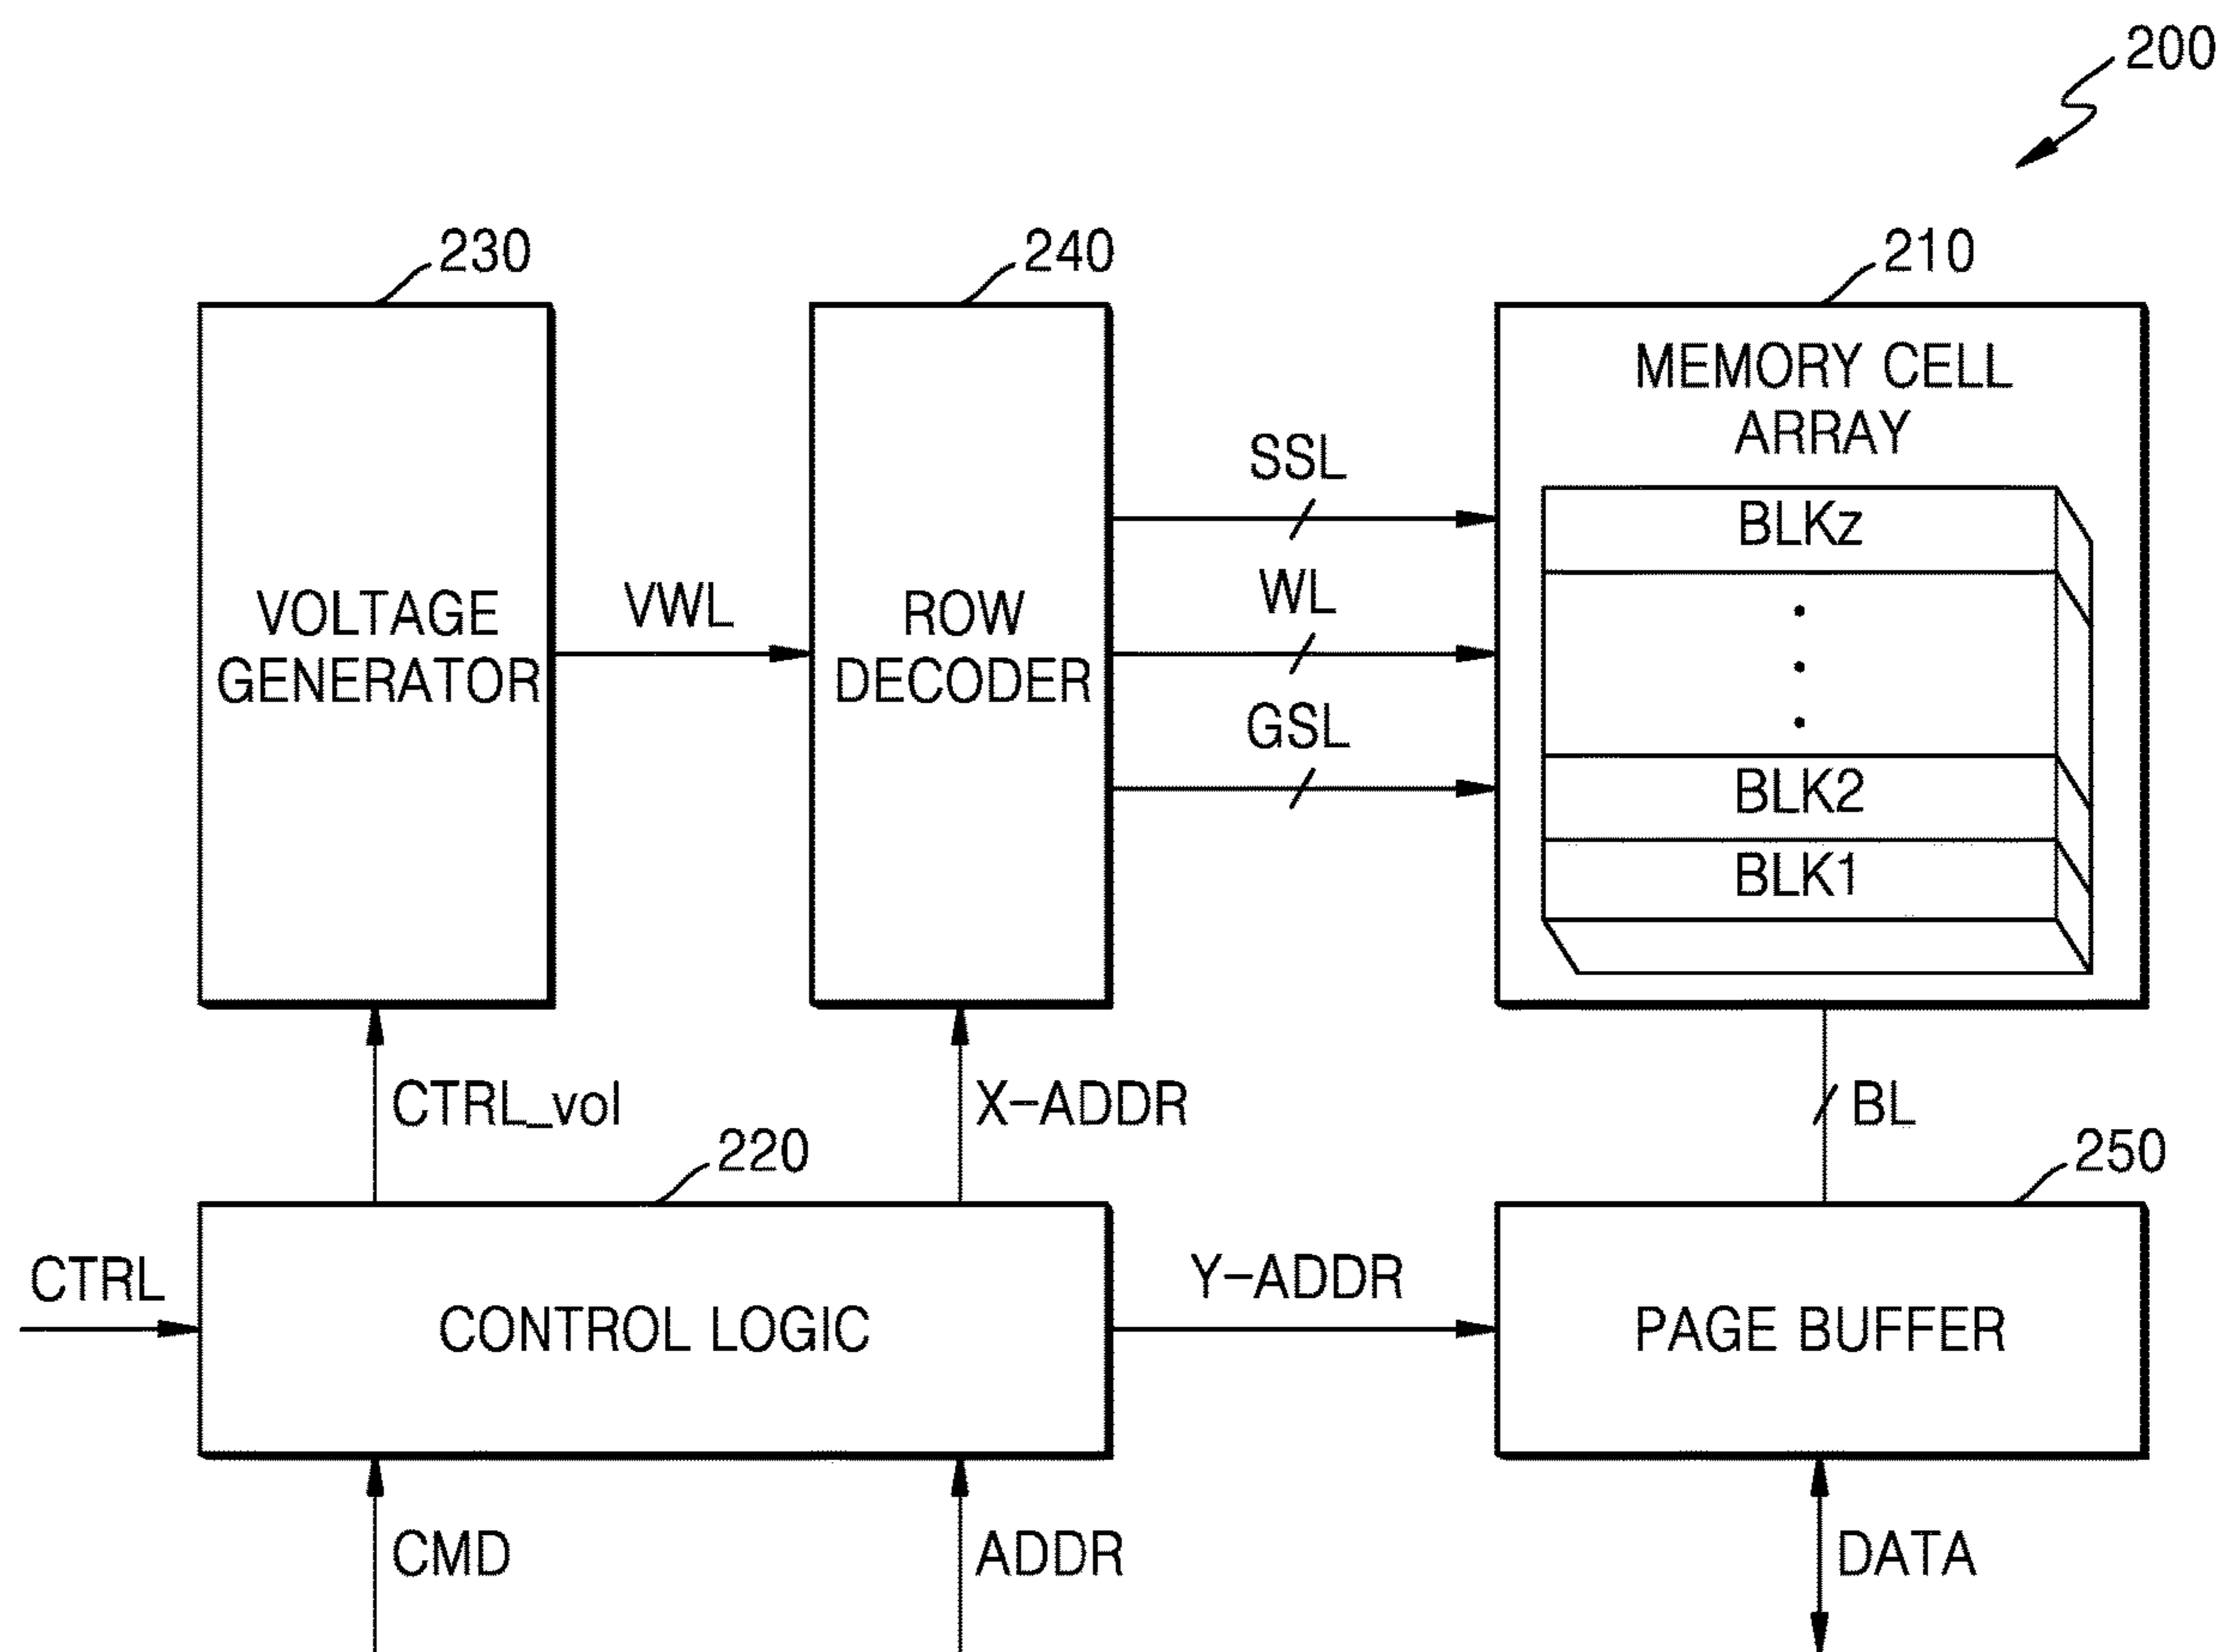 200
230
240
210
MEMORY CELL
ARRAY
SSL
BLKz
WL
VOLTAGE
GENERATOR
VWL
ROW
DECODER
GSL
BLK2
BLK1
CTRL_vol
X-ADDR
BL
220
250
CTRL
CONTROL LOGIC
Y-ADDR
PAGE BUFFER
CMD
ADDR
DATA